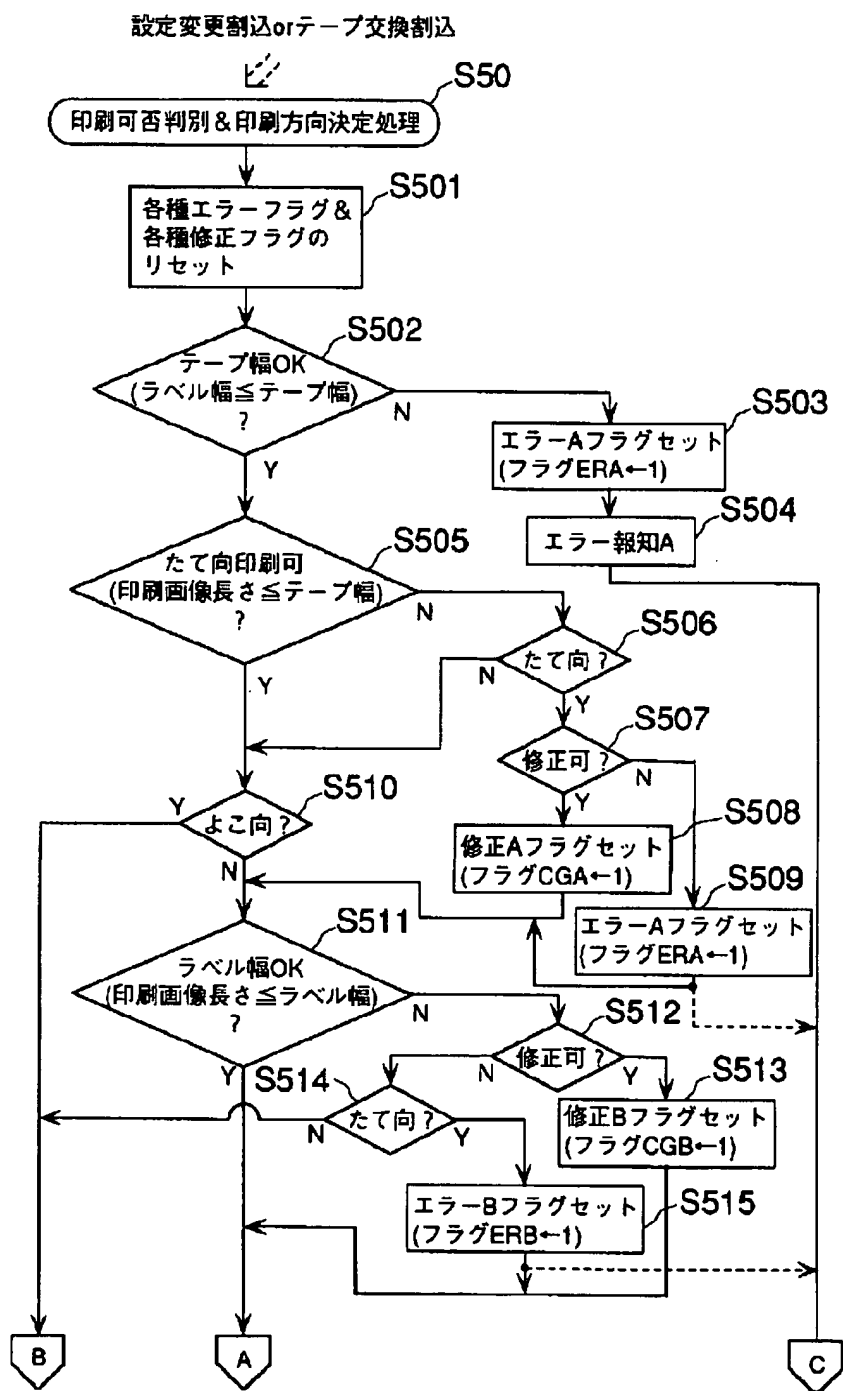 設定変更割込orテープ交換割込
S50
印刷可否判別＆印刷方向決定処理
S501
各種エラーフラグ＆
各種修正フラグの
リセット
S502
テープ幅OK
(ラベル幅≦テープ幅)
?
N
Y
S503
エラーAフラグセット
(フラグERA←1)
S504
エラー報知A
S505
たて向印刷可
(印刷画像長さ≦テープ幅)
?
N
Y
S506
たて向?
N
Y
S507
修正可?
N
Y
S508
修正Aフラグセット
(フラグCGA←1)
S509
エラーAフラグセット
(フラグERA←1)
S510
Y
よこ向?
N
S511
ラベル幅OK
(印刷画像長さ≦ラベル幅)
?
N
Y
S512
修正可?
N
Y
S513
修正Bフラグセット
(フラグCGB←1)
S514
たて向?
N
Y
S515
エラーBフラグセット
(フラグERB←1)
B
A
C